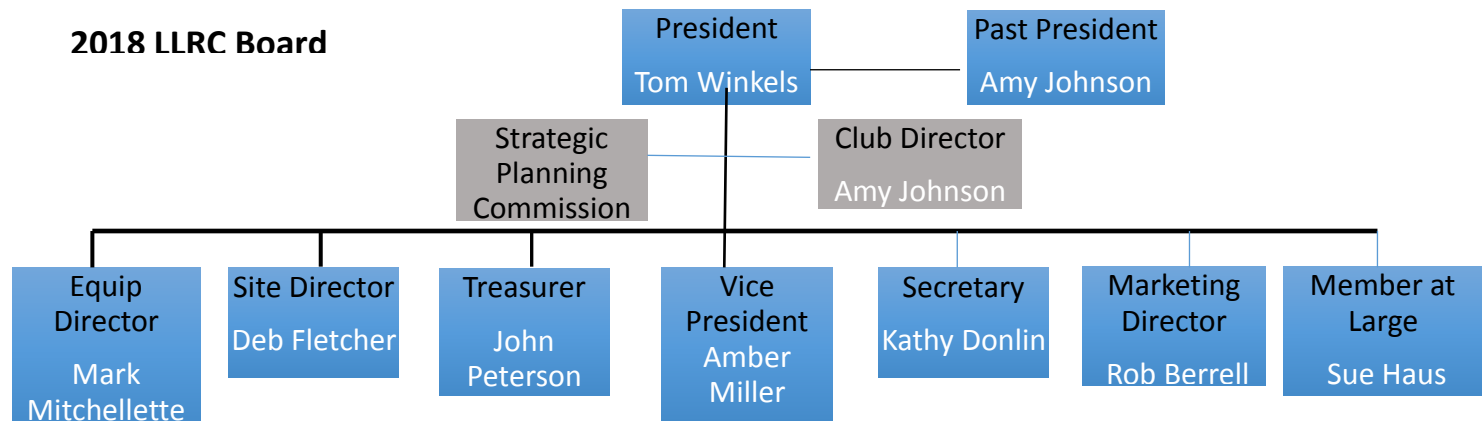 2018 LLRC Board
President
Tom Winkels
Past President
Amy Johnson
Strategic
Planning
Commission
Club Director
Amy Johnson
Equip
Director
Mark
Mitchellette
Site Director
Deb Fletcher
Treasurer
John
Peterson
Vice
President
Amber
Miller
Secretary
Kathy Donlin
Marketing
Director
Rob Berrell
Member at
Large
Sue Haus